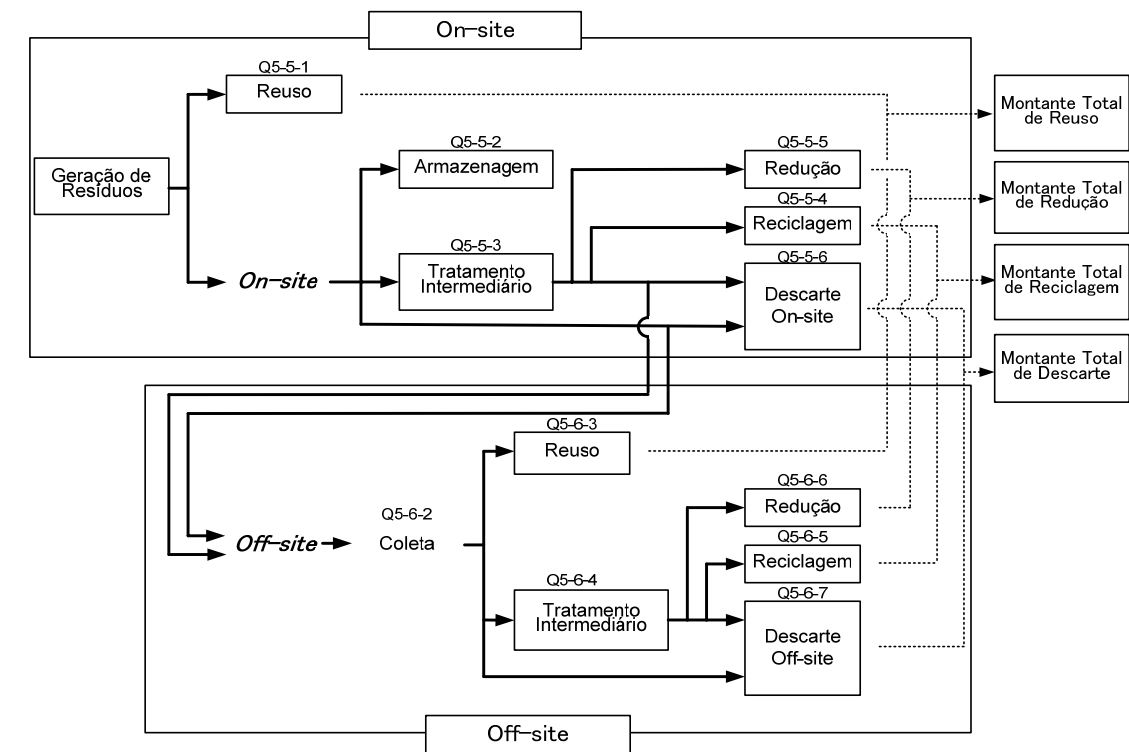 On-site
Q5-5-1
Reuso
Geração de
Resíduos
On-site
Q5-5-2
Armazenagem
Q5-5-3
Tratamento
Intermediário
Q5-5-5
Redução
Q5-5-4
Reciclagem
Q5-5-6
Descarte
On-site
Montante Total
de Reuso
Montante Total
de Redução
Montante Total
de Reciclagem
Montante Total
de Descarte
Off-site
Q5-6-2
Coleta
Q5-6-3
Reuso
Q5-6-4
Tratamento
Intermediário
Q5-6-6
Redução
Q5-6-5
Reciclagem
Q5-6-7
Descarte
Off-site
Off-site